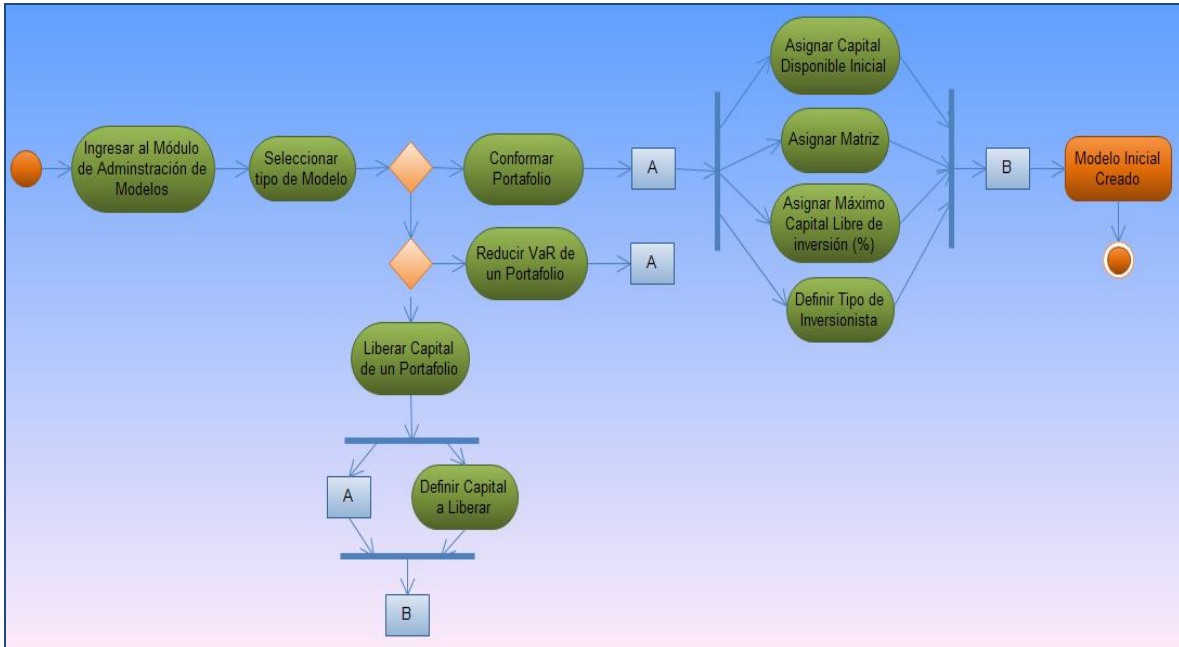 Ingresar al Módulo
de Adminstración de
Modelos
Seleccionar
tipo de Modelo
Conformar
Portafolio
A
Asignar Capital
Disponible Inicial
Asignar Matriz
Asignar Máximo
Capital Libre de
inversión (%)
Definir Tipo de
Inversionista
B
Modelo Inicial
Creado
Reducir VaR de
un Portafolio
A
Liberar Capital
de un Portafolio
A
Definir Capital
a Liberar
B